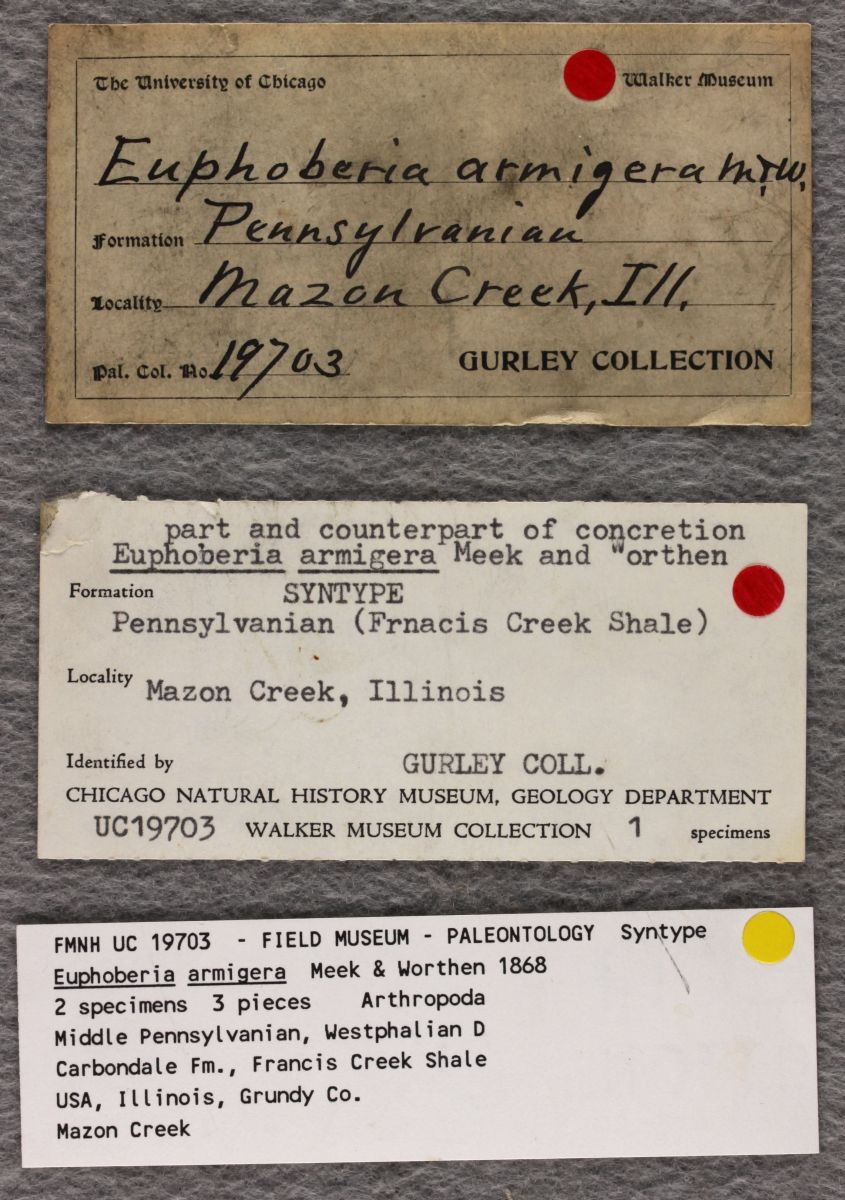 The University of Chicago Walker Museum
Euphoberia armigera M.&W.
Formation Pennsylvanian
Locality Mazon Creek, Ill.
Pal. Col. No. 19703 GURLEY COLLECTION
part and counterpart of concretion
Euphoberia armigera Meek and Worthen
Formation SYNTYPE
Pennsylvanian (Frnacis Creek Shale)
Locality Mazon Creek, Illinois
Identified by GURLEY COLL.
CHICAGO NATURAL HISTORY MUSEUM, GEOLOGY DEPARTMENT
UC19703 WALKER MUSEUM COLLECTION 1 specimens
FMNH UC 19703 - FIELD MUSEUM - PALEONTOLOGY Syntype
Euphoberia armigera Meek & Worthen 1868
2 specimens 3 pieces Arthropoda
Middle Pennsylvanian, Westphalian D
Carbondale Fm., Francis Creek Shale
USA, Illinois, Grundy Co.
Mazon Creek